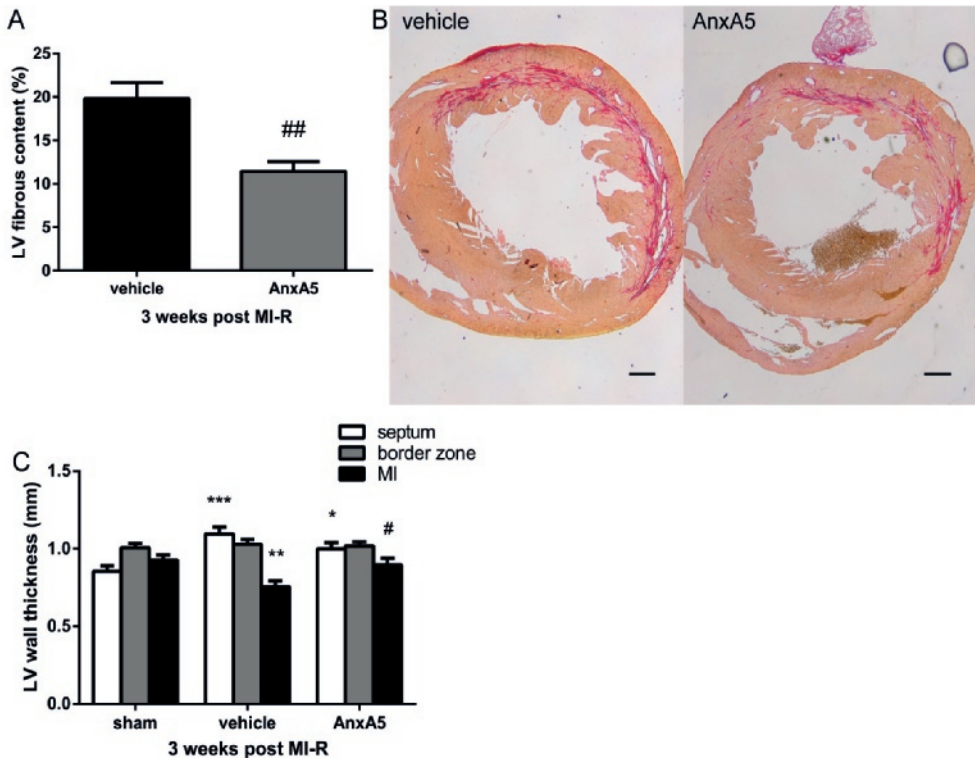 A
LV fibrous content (%)
25
20
15
10
5
0
##
vehicle
AnxA5
3 weeks post MI-R
B
vehicle
AnxA5
C
septum
border zone
MI
LV wall thickness (mm)
1.5
1.0
0.5
0.0
***
**
*
#
sham
vehicle
AnxA5
3 weeks post MI-R